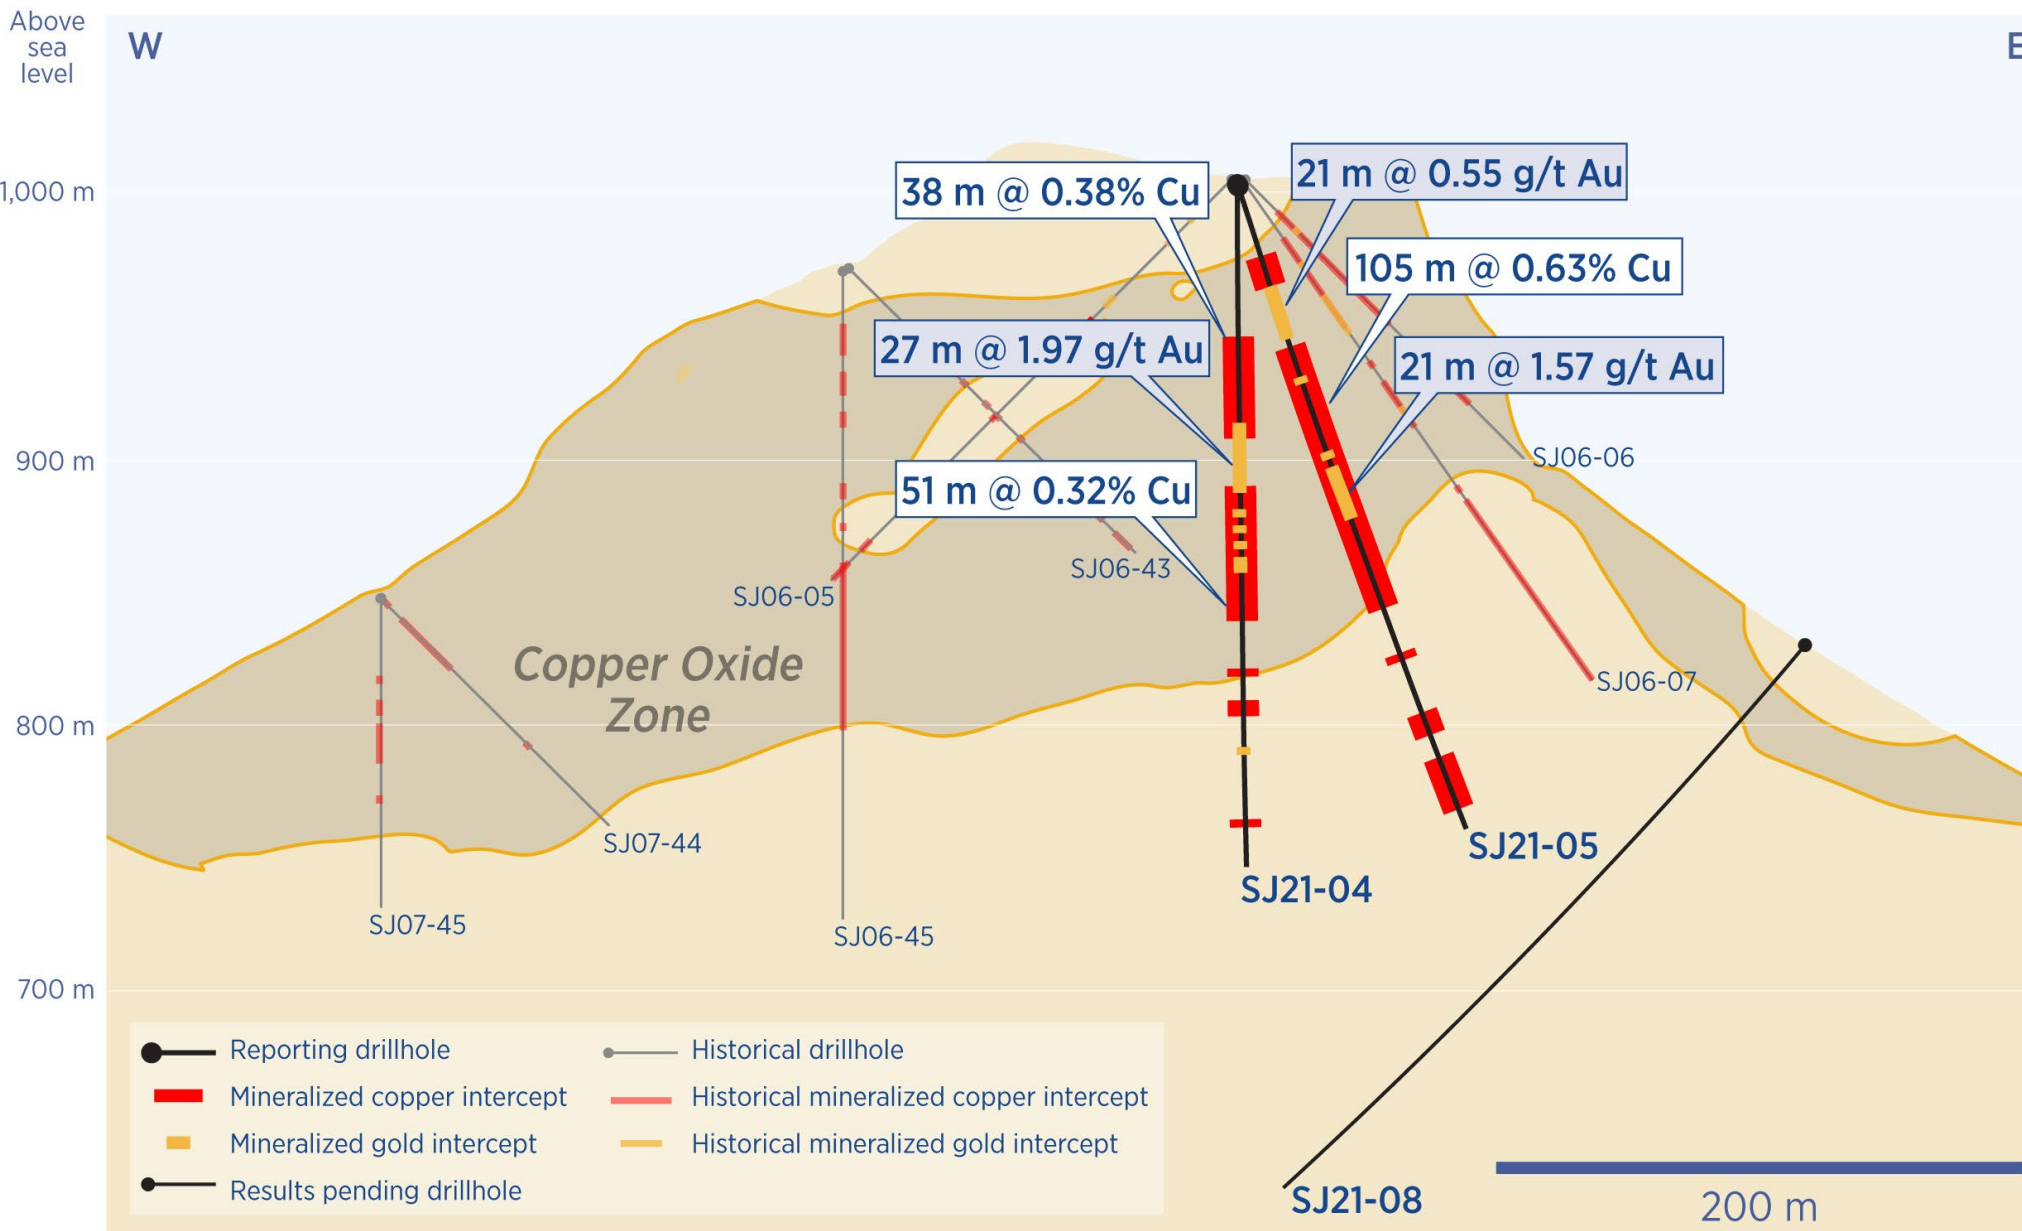 Above
sea
level
W
E
1,000 m
900 m
800 m
700 m
38 m @ 0.38% Cu
21 m @ 0.55 g/t Au
105 m @ 0.63% Cu
27 m @ 1.97 g/t Au
21 m @ 1.57 g/t Au
51 m @ 0.32% Cu
SJ06-06
SJ06-43
SJ06-05
Copper Oxide
Zone
SJ06-07
SJ07-44
SJ21-05
SJ21-04
SJ07-45
SJ06-45
Reporting drillhole
Historical drillhole
Mineralized copper intercept
Historical mineralized copper intercept
Mineralized gold intercept
Historical mineralized gold intercept
Results pending drillhole
SJ21-08
200 m